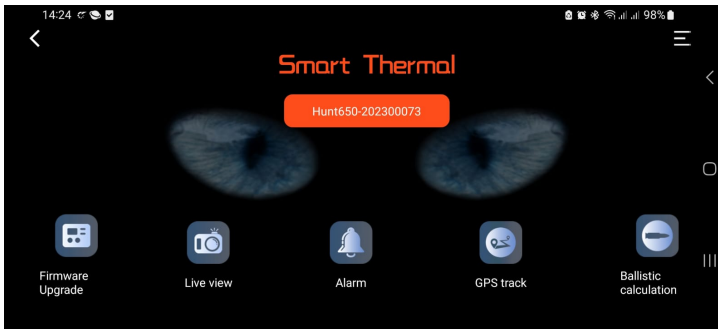 14:24
98%
Smart Thermal
Hunt650-202300073
Firmware
Upgrade
Live view
Alarm
GPS track
Ballistic
calculation